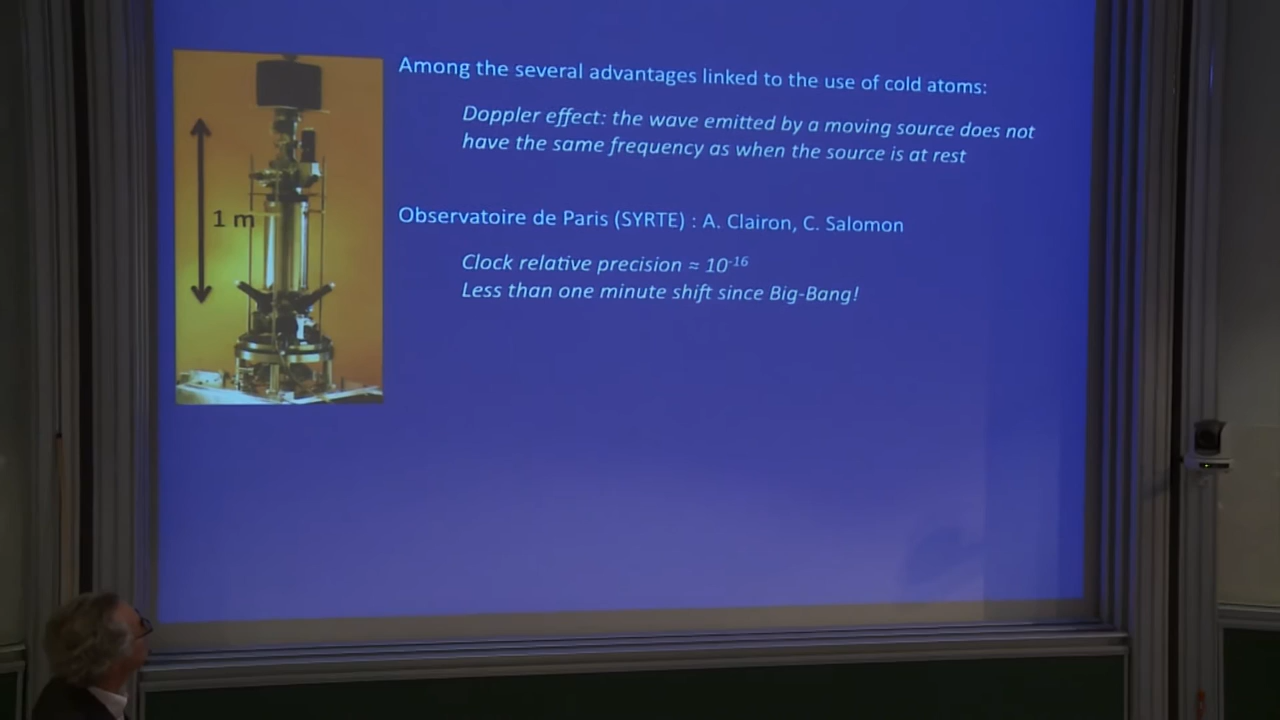 Among the several advantages linked to the use of cold atoms:
Doppler effect: the wave emitted by a moving source does not
have the same frequency as when the source is at rest
1 m
Observatoire de Paris (SYRTE) : A. Clairon, C. Salomon
Clock relative precision ≈ 10⁻¹⁶
Less than one minute shift since Big-Bang!